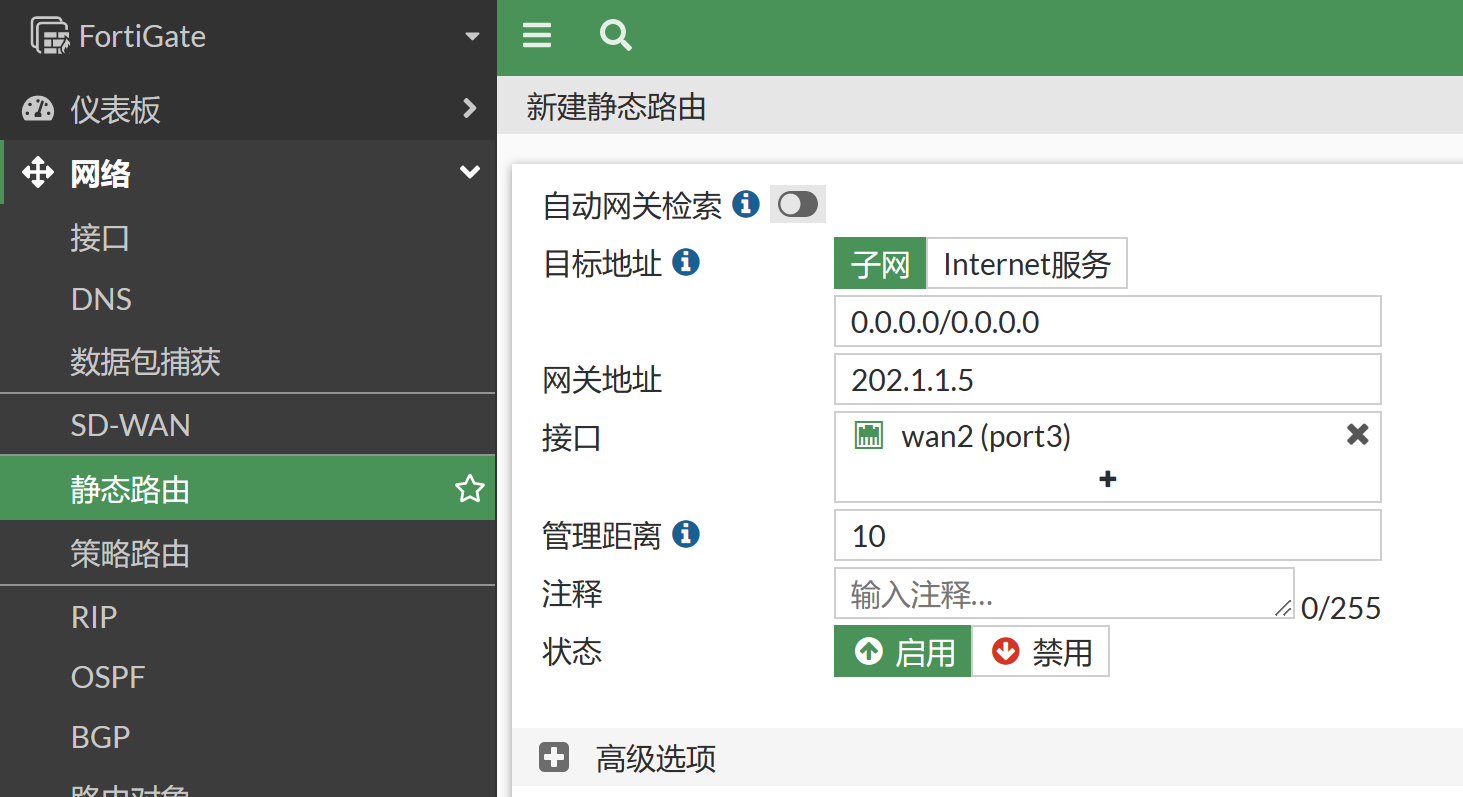 FortiGate
仪表板
网络
接口
DNS
数据包捕获
SD-WAN
静态路由
策略路由
RIP
OSPF
BGP
路由对象
新建静态路由
自动网关检索
目标地址 子网 Internet服务
0.0.0.0/0.0.0.0
网关地址 202.1.1.5
接口 wan2 (port3)
管理距离 10
注释 输入注释... 0/255
状态 启用 禁用
高级选项